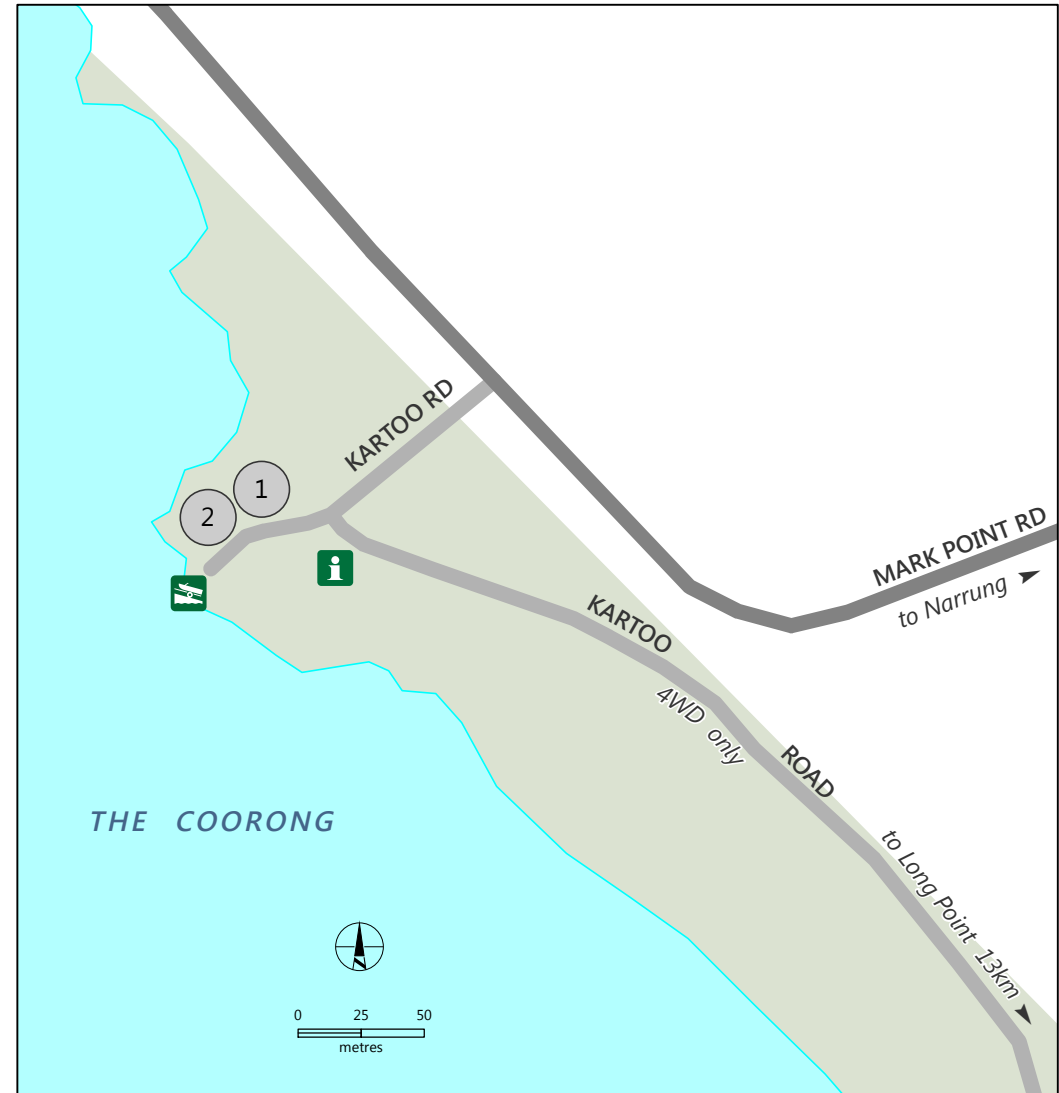 KARTOO RD
1
2
i
MARK POINT RD
to Narrung
KARTOO
4WD only
ROAD
to Long Point 13km
THE COORONG
0 25 50
metres